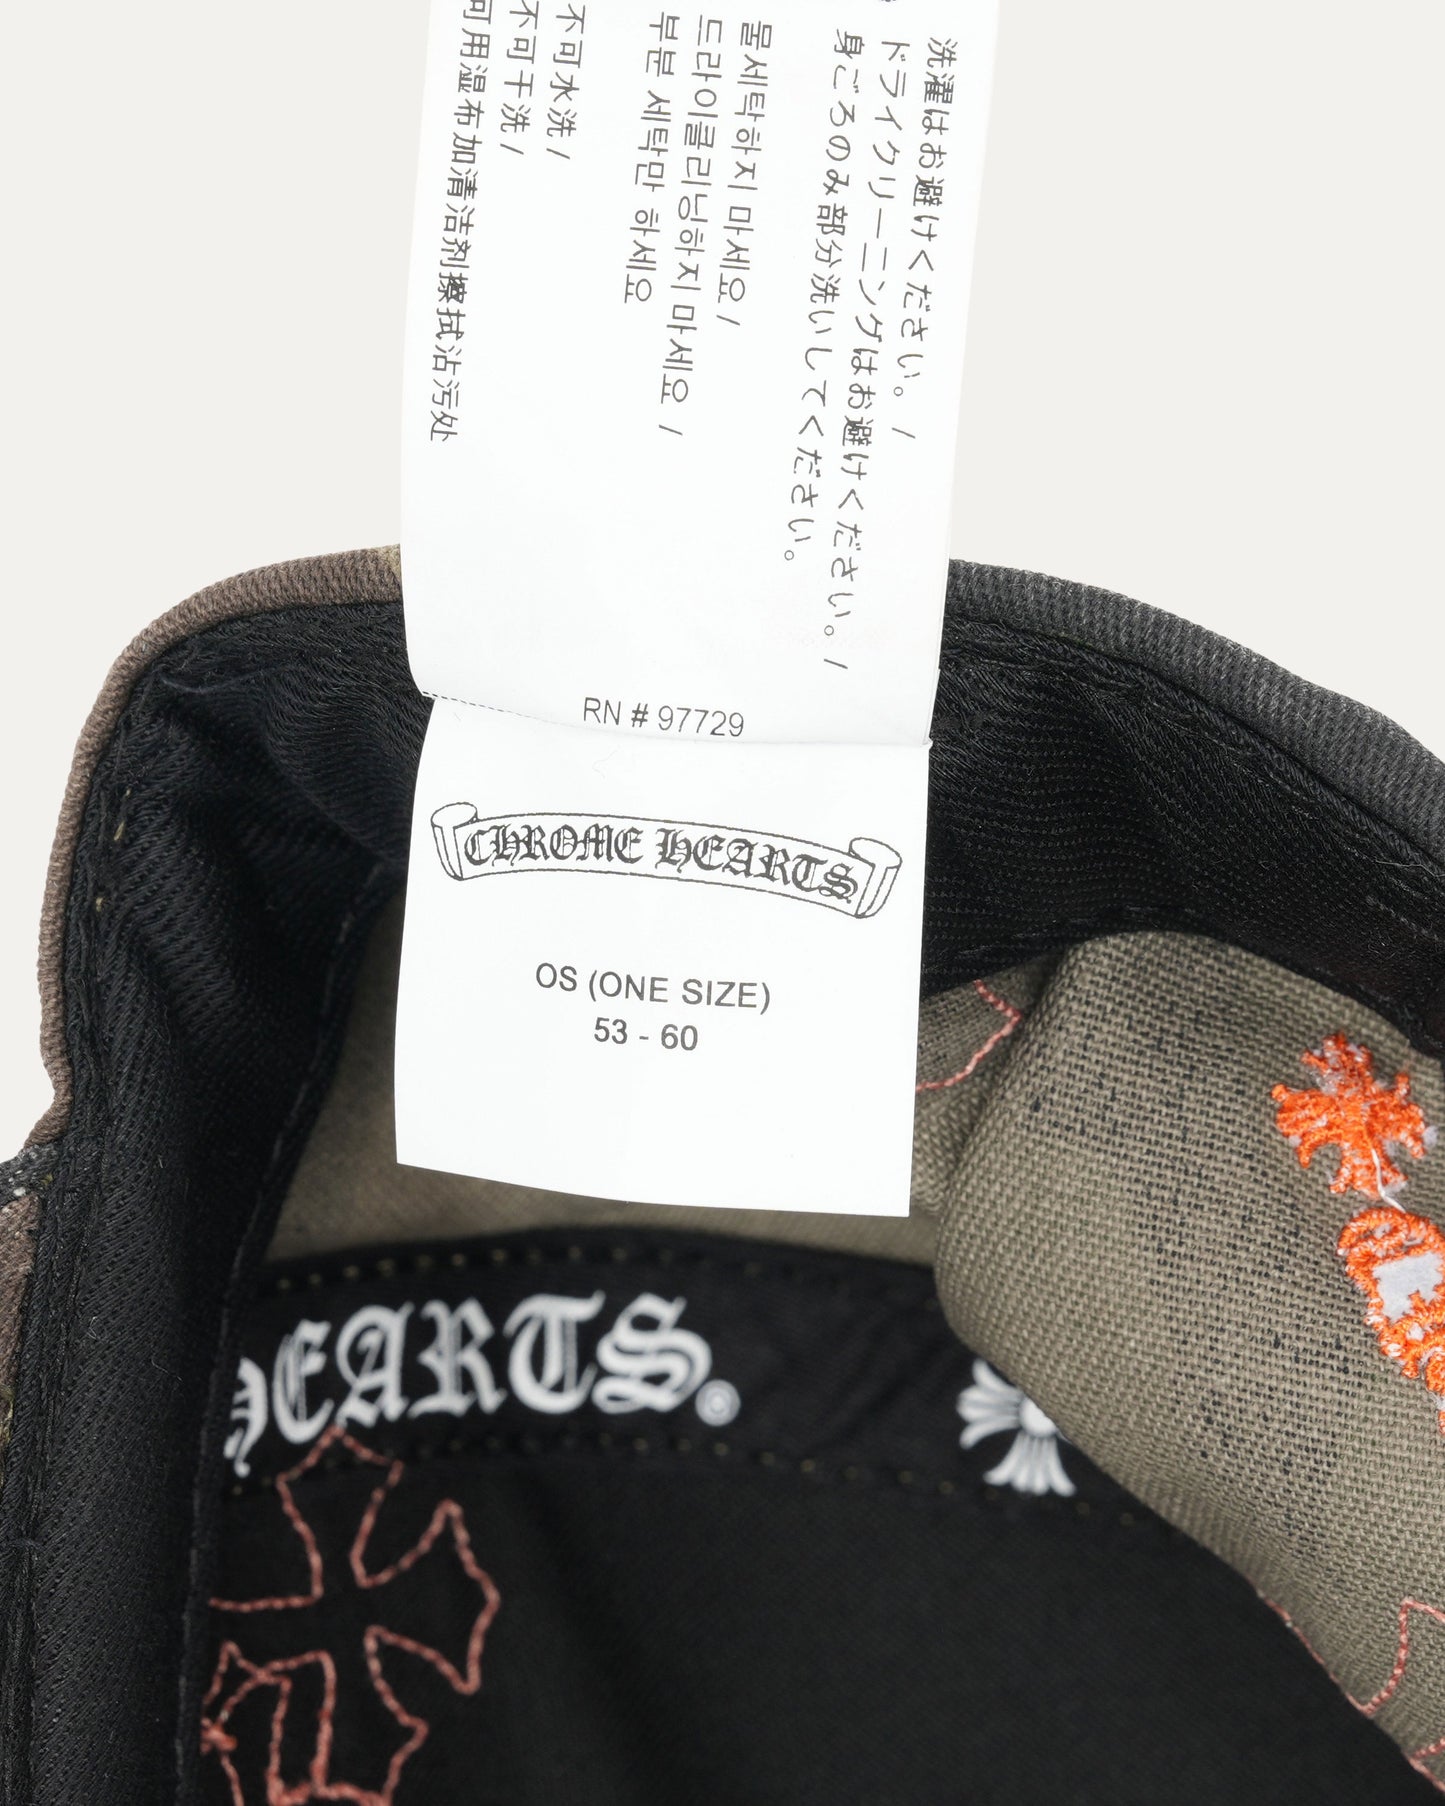 洗濯はお避けください。/
ドライクリーニングはお避けください。/
身ごろのみ部分洗いしてください。
물세탁하지 마세요 /
드라이클리닝하지 마세요 /
부분 세탁만 하세요
不可水洗 /
不可干洗 /
可用湿布加清洁剂擦拭沾污处
RN # 97729
CHROME HEARTS
OS (ONE SIZE)
53 - 60
HEARTS®